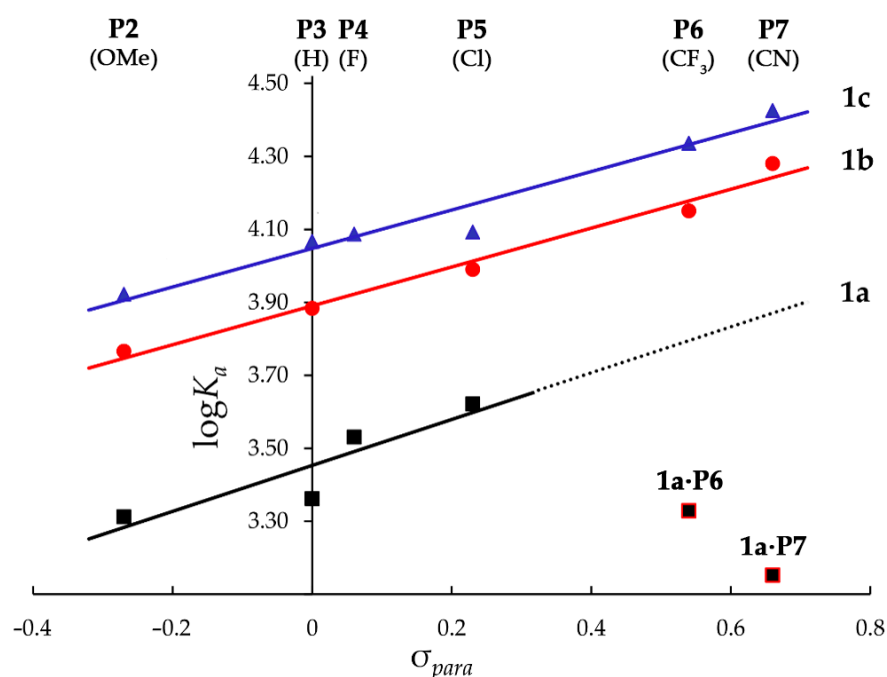 P2 P3 P4 P5 P6 P7
(OMe) (H) (F) (Cl) (CF₃) (CN)
4.50
1c
4.30
1b
4.10
1a
3.90
3.70
logKₐ
3.50
1a·P6
3.30
1a·P7
-0.4 -0.2 0 0.2 0.4 0.6 0.8
σpara